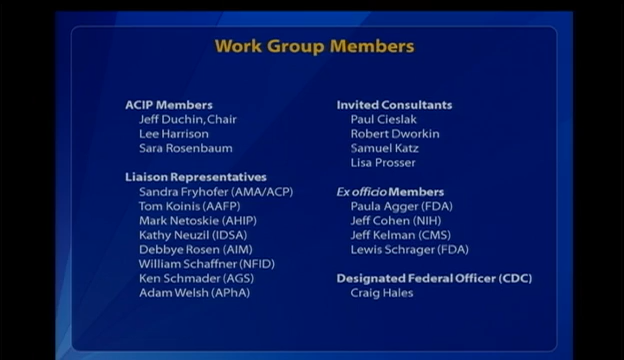 Work Group Members
ACIP Members
Jeff Duchin, Chair
Lee Harrison
Sara Rosenbaum
Liaison Representatives
Sandra Fryhofer (AMA/ACP)
Tom Koinis (AAFP)
Mark Netoskie (AHIP)
Kathy Neuzil (IDSA)
Debbye Rosen (AIM)
William Schaffner (NFID)
Ken Schmader (AGS)
Adam Welsh (APhA)
Invited Consultants
Paul Cieslak
Robert Dworkin
Samuel Katz
Lisa Prosser
Ex officio Members
Paula Agger (FDA)
Jeff Cohen (NIH)
Jeff Kelman (CMS)
Lewis Schrager (FDA)
Designated Federal Officer (CDC)
Craig Hales